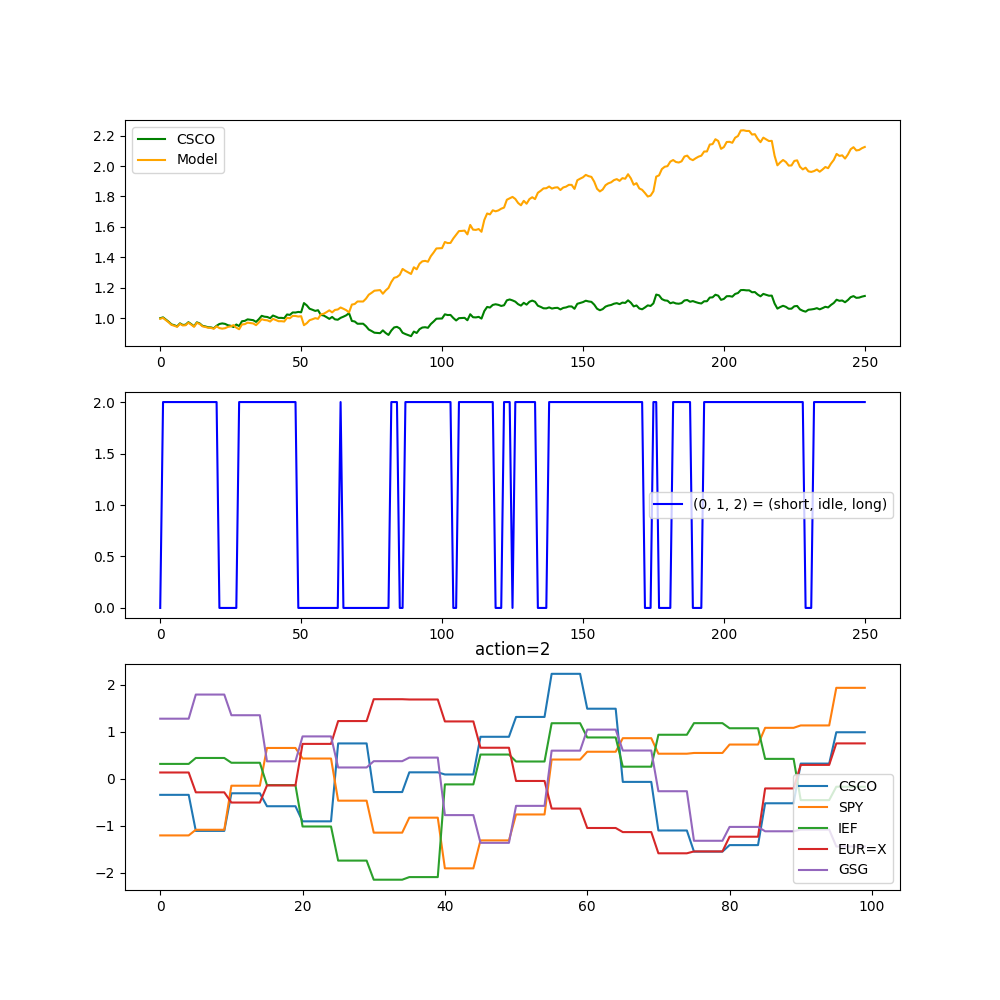 CSCO
Model
2.2
2.0
1.8
1.6
1.4
1.2
1.0
0 50 100 150 200 250
(0, 1, 2) = (short, idle, long)
2.0
1.5
1.0
0.5
0.0
0 50 100 150 200 250
action=2
2
1
0
−1
−2
CSCO
SPY
IEF
EUR=X
GSG
0 20 40 60 80 100